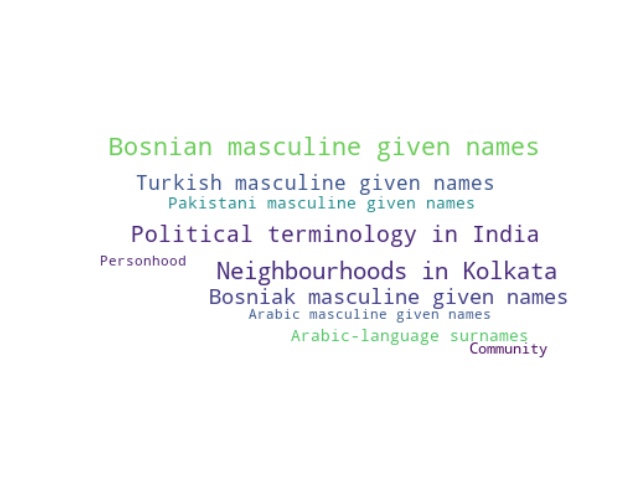 Bosnian masculine given names
Turkish masculine given names
Pakistani masculine given names
Political terminology in India
Personhood
Neighbourhoods in Kolkata
Bosniak masculine given names
Arabic masculine given names
Arabic-language surnames
Community